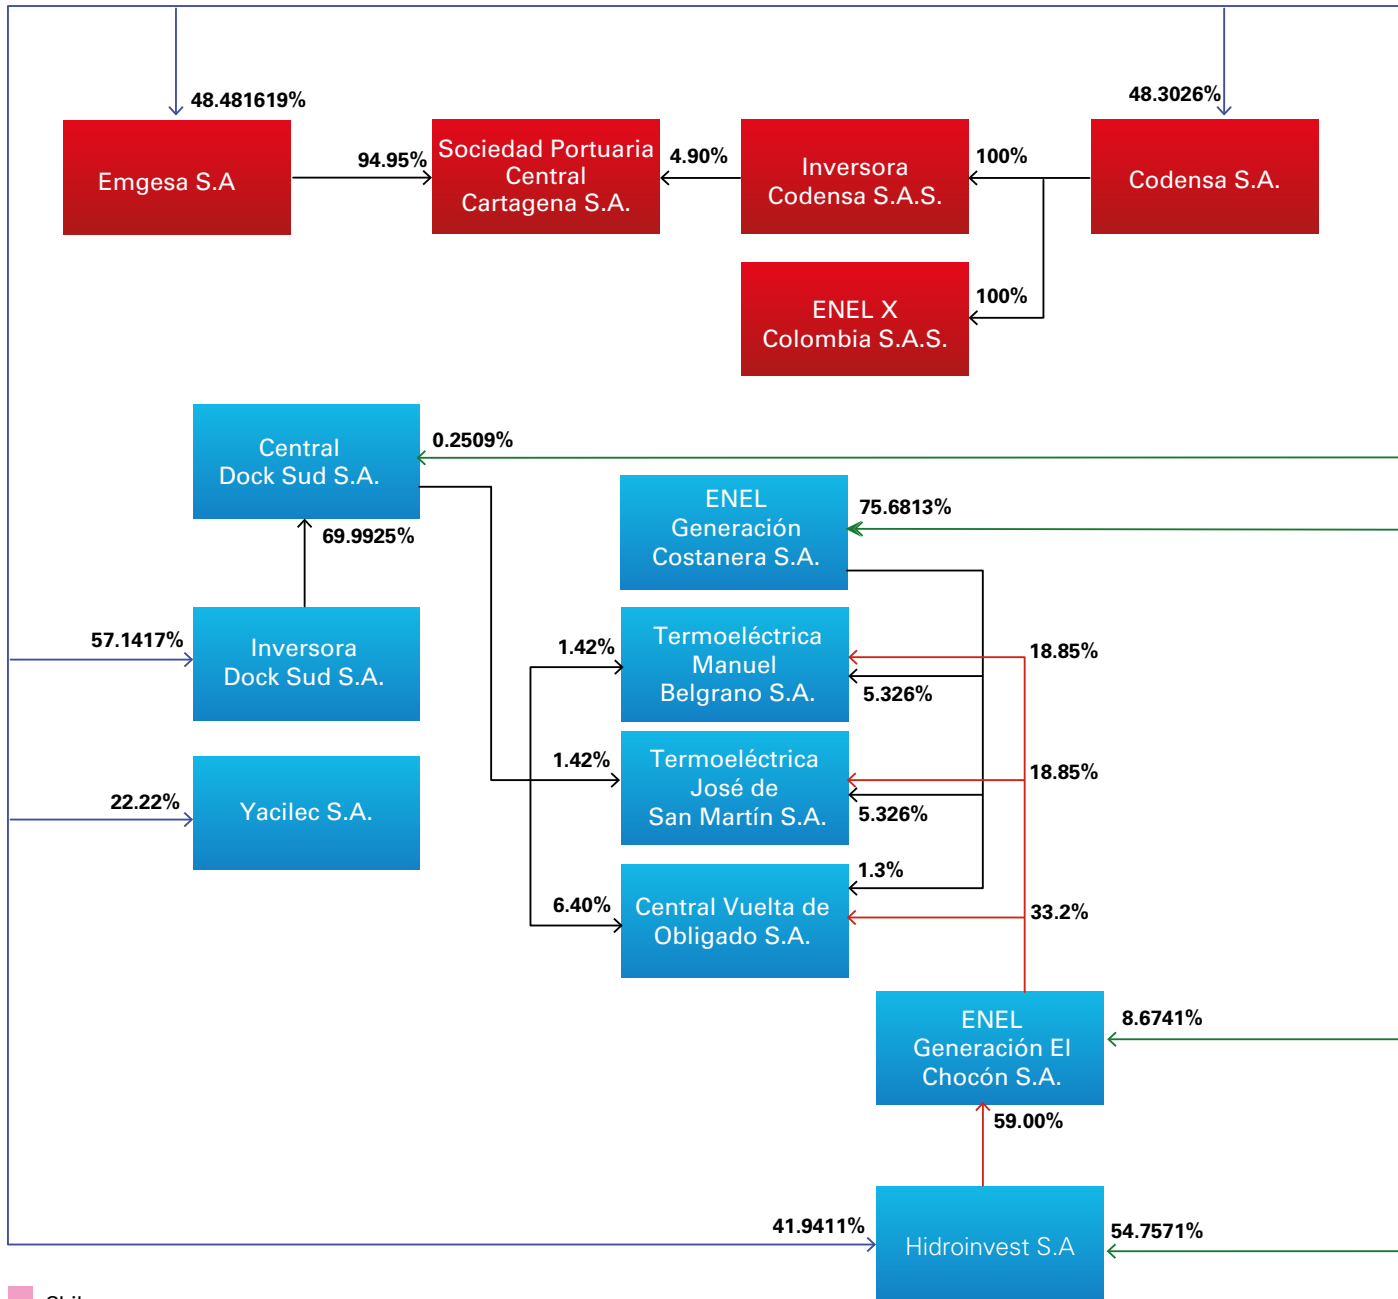 48.481619%
48.3026%
Emgesa S.A
94.95%
Sociedad Portuaria
Central
Cartagena S.A.
4.90%
Inversora
Codensa S.A.S.
100%
Codensa S.A.
ENEL X
Colombia S.A.S.
100%
Central
Dock Sud S.A.
0.2509%
69.9925%
ENEL
Generación
Costanera S.A.
75.6813%
57.1417%
Inversora
Dock Sud S.A.
1.42%
Termoeléctrica
Manuel
Belgrano S.A.
18.85%
5.326%
22.22%
Yacilec S.A.
1.42%
Termoeléctrica
José de
San Martín S.A.
18.85%
5.326%
1.3%
6.40%
Central Vuelta de
Obligado S.A.
33.2%
ENEL
Generación El
Chocón S.A.
8.6741%
59.00%
41.9411%
Hidroinvest S.A
54.7571%